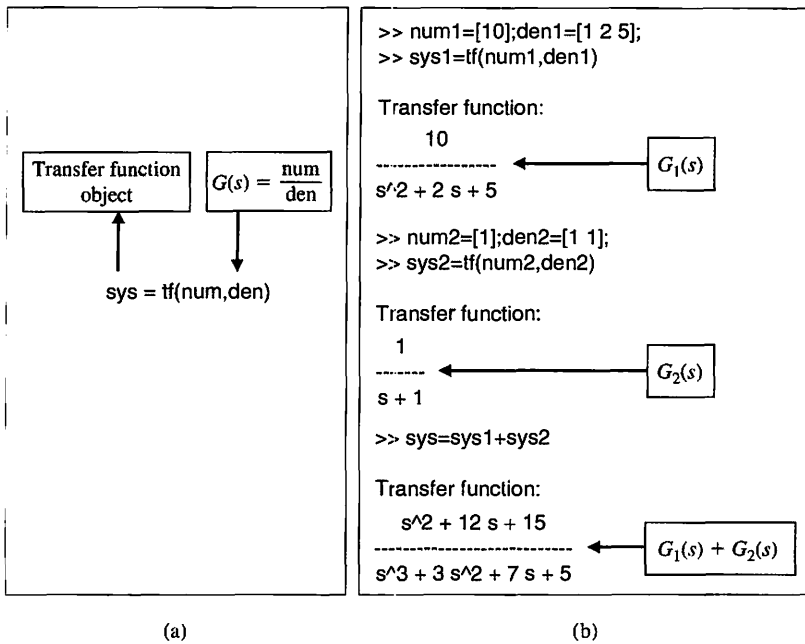 Transfer function
object
G(s) = num
den
sys = tf(num,den)
(a)
>> num1=[10];den1=[1 2 5];
>> sys1=tf(num1,den1)
Transfer function:
10
---------------
s^2 + 2 s + 5
G₁(s)
>> num2=[1];den2=[1 1];
>> sys2=tf(num2,den2)
Transfer function:
1
------
s + 1
G₂(s)
>> sys=sys1+sys2
Transfer function:
s^2 + 12 s + 15
-------------------------
s^3 + 3 s^2 + 7 s + 5
G₁(s) + G₂(s)
(b)